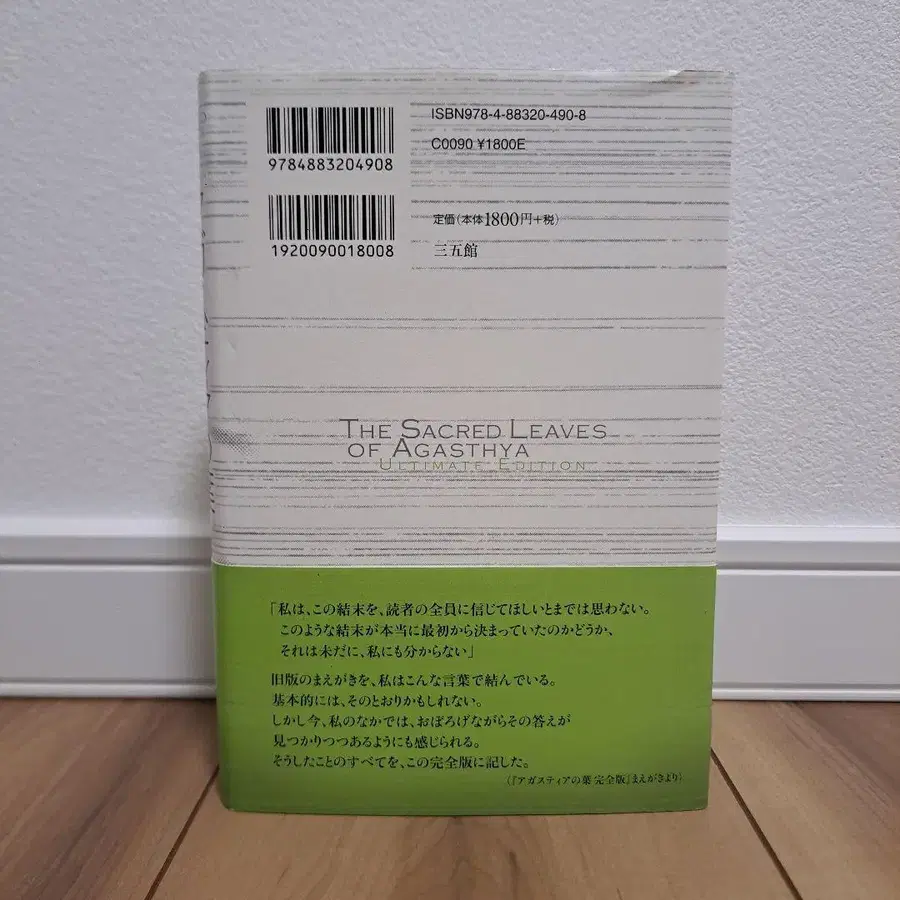 ISBN978-4-88320-490-8
C0090 ¥1800E
9784883204908
定価(本体1800円+税)
三五館
1920090018008
THE SACRED LEAVES
OF AGASTHYA
ULTIMATE EDITION
「私は、この結末を、読者の全員に信じてほしいとまでは思わない。
このような結末が本当に最初から決まっていたのかどうか、
それは未だに、私にも分からない」
旧版のまえがきを、私はこんな言葉で結んでいる。
基本的には、そのとおりかもしれない。
しかし今、私のなかでは、おぼろげながらその答えが
見つかりつつあるようにも感じられる。
そうしたことのすべてを、この完全版に記した。
(『アガスティアの葉 完全版』まえがきより)